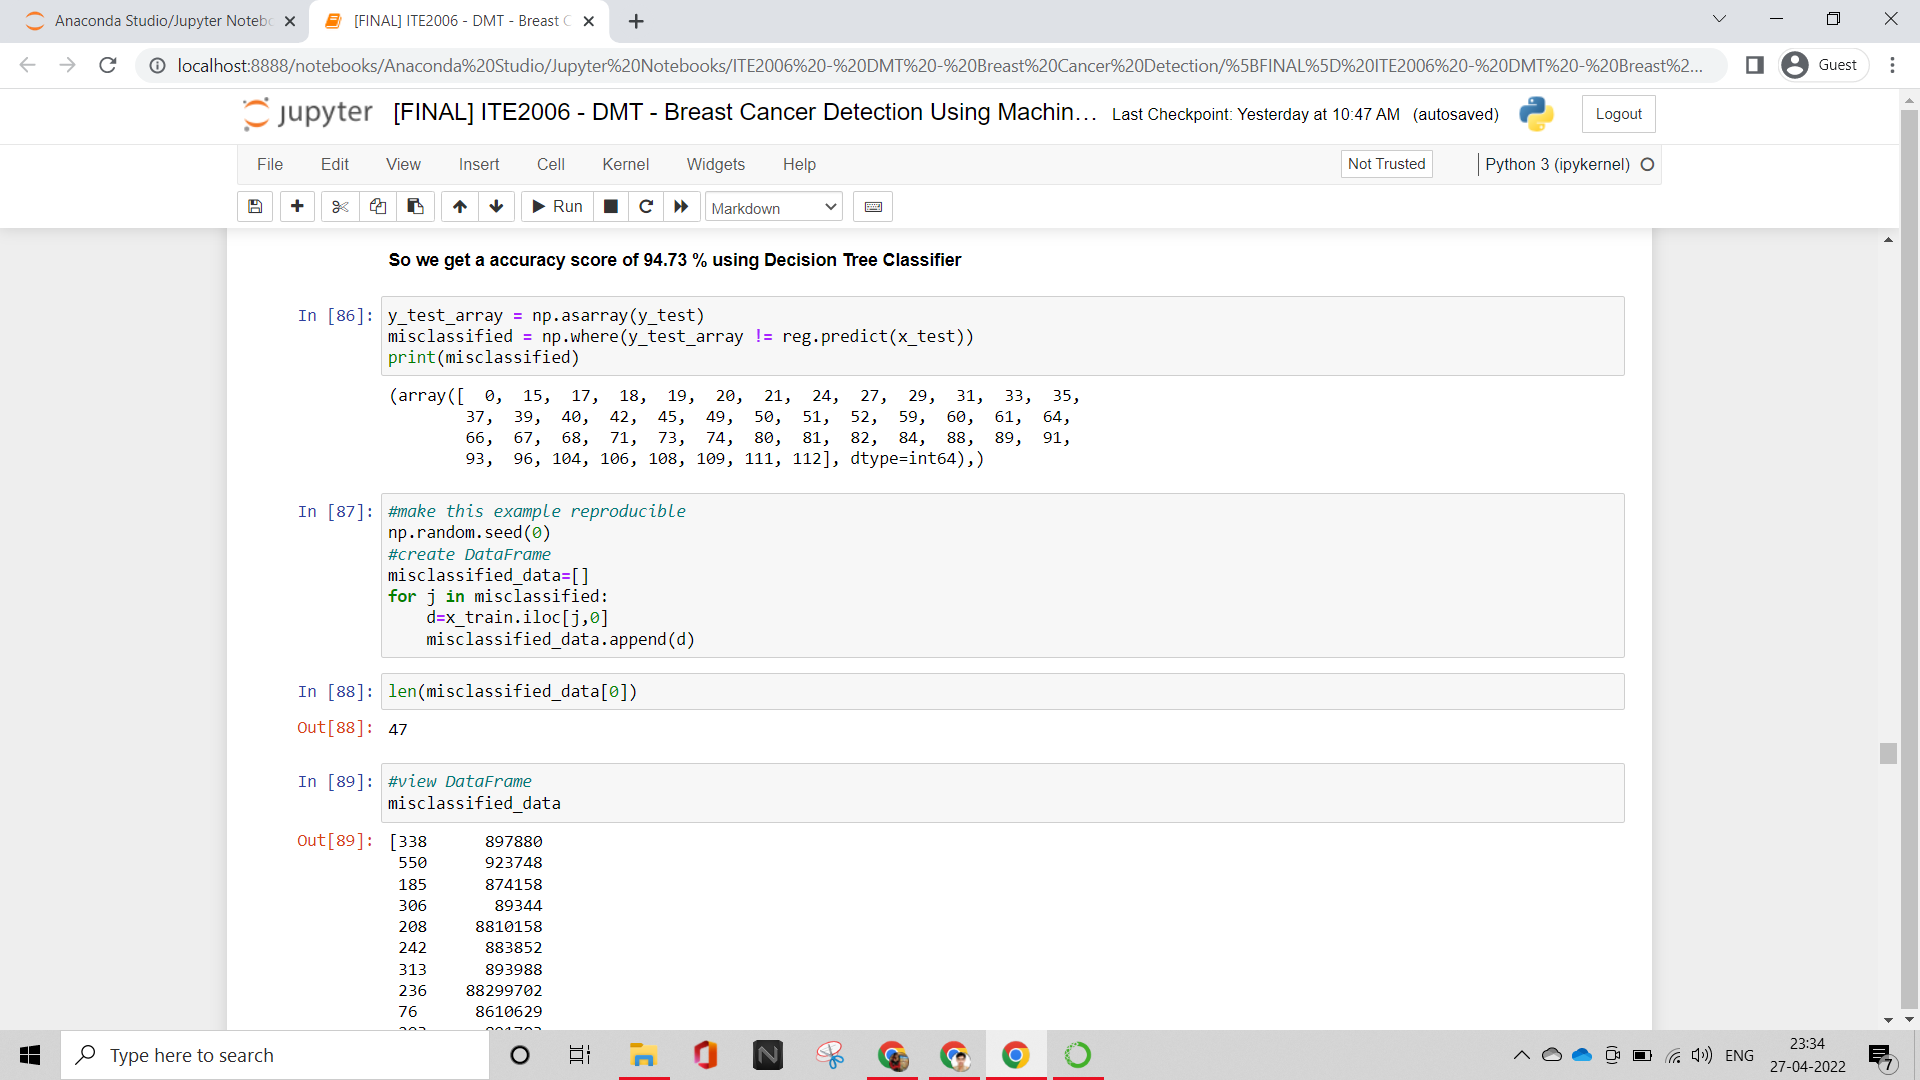 Anaconda Studio/Jupyter Notebo
[FINAL] ITE2006 - DMT - Breast C
localhost:8888/notebooks/Anaconda%20Studio/Jupyter%20Notebooks/ITE2006%20-%20DMT%20-%20Breast%20Cancer%20Detection/%5BFINAL%5D%20ITE2006%20-%20DMT%20-%20Breast%2...
Guest
jupyter [FINAL] ITE2006 - DMT - Breast Cancer Detection Using Machin... Last Checkpoint: Yesterday at 10:47 AM (autosaved) Logout
File Edit View Insert Cell Kernel Widgets Help Not Trusted Python 3 (ipykernel)
Run Markdown
So we get a accuracy score of 94.73 % using Decision Tree Classifier
In [86]: y_test_array = np.asarray(y_test)
misclassified = np.where(y_test_array != reg.predict(x_test))
print(misclassified)
(array([  0,  15,  17,  18,  19,  20,  21,  24,  27,  29,  31,  33,  35,
37,  39,  40,  42,  45,  49,  50,  51,  52,  59,  60,  61,  64,
66,  67,  68,  71,  73,  74,  80,  81,  82,  84,  88,  89,  91,
93,  96, 104, 106, 108, 109, 111, 112], dtype=int64),)
In [87]: #make this example reproducible
np.random.seed(0)
#create DataFrame
misclassified_data=[]
for j in misclassified:
    d=x_train.iloc[j,0]
    misclassified_data.append(d)
In [88]: len(misclassified_data[0])
Out[88]: 47
In [89]: #view DataFrame
misclassified_data
Out[89]: [338      897880
550      923748
185      874158
306       89344
208     8810158
242      883852
313      893988
236    88299702
76      8610629
Type here to search
N
ENG
23:34
27-04-2022
7